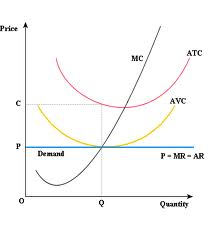 Price
MC
ATC
C
AVC
P
Demand
P = MR = AR
O
Q
Quantity